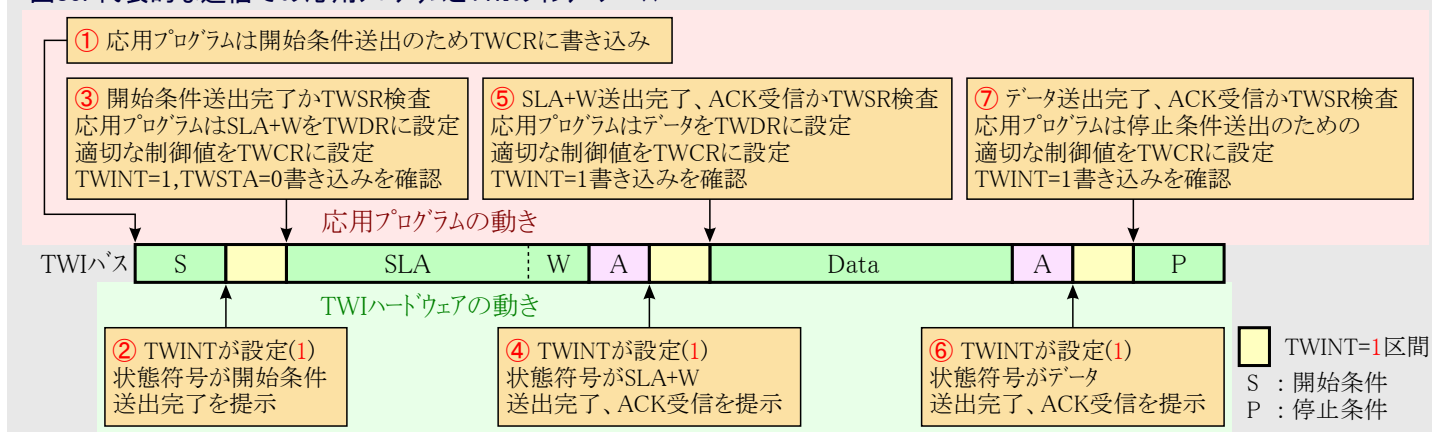 ① 応用プログラムは開始条件送出のためTWCRに書き込み
③ 開始条件送出完了かTWSR検査
応用プログラムはSLA+WをTWDRに設定
適切な制御値をTWCRに設定
TWINT=1,TWSTA=0書き込みを確認
⑤ SLA+W送出完了、ACK受信かTWSR検査
応用プログラムはデータをTWDRに設定
適切な制御値をTWCRに設定
TWINT=1書き込みを確認
⑦ データ送出完了、ACK受信かTWSR検査
応用プログラムは停止条件送出のための
適切な制御値をTWCRに設定
TWINT=1書き込みを確認
応用プログラムの動き
TWIバス S SLA W A Data A P
TWIハードウェアの動き
② TWINTが設定(1)
状態符号が開始条件
送出完了を提示
④ TWINTが設定(1)
状態符号がSLA+W
送出完了、ACK受信を提示
⑥ TWINTが設定(1)
状態符号がデータ
送出完了、ACK受信を提示
TWINT=1区間
S : 開始条件
P : 停止条件